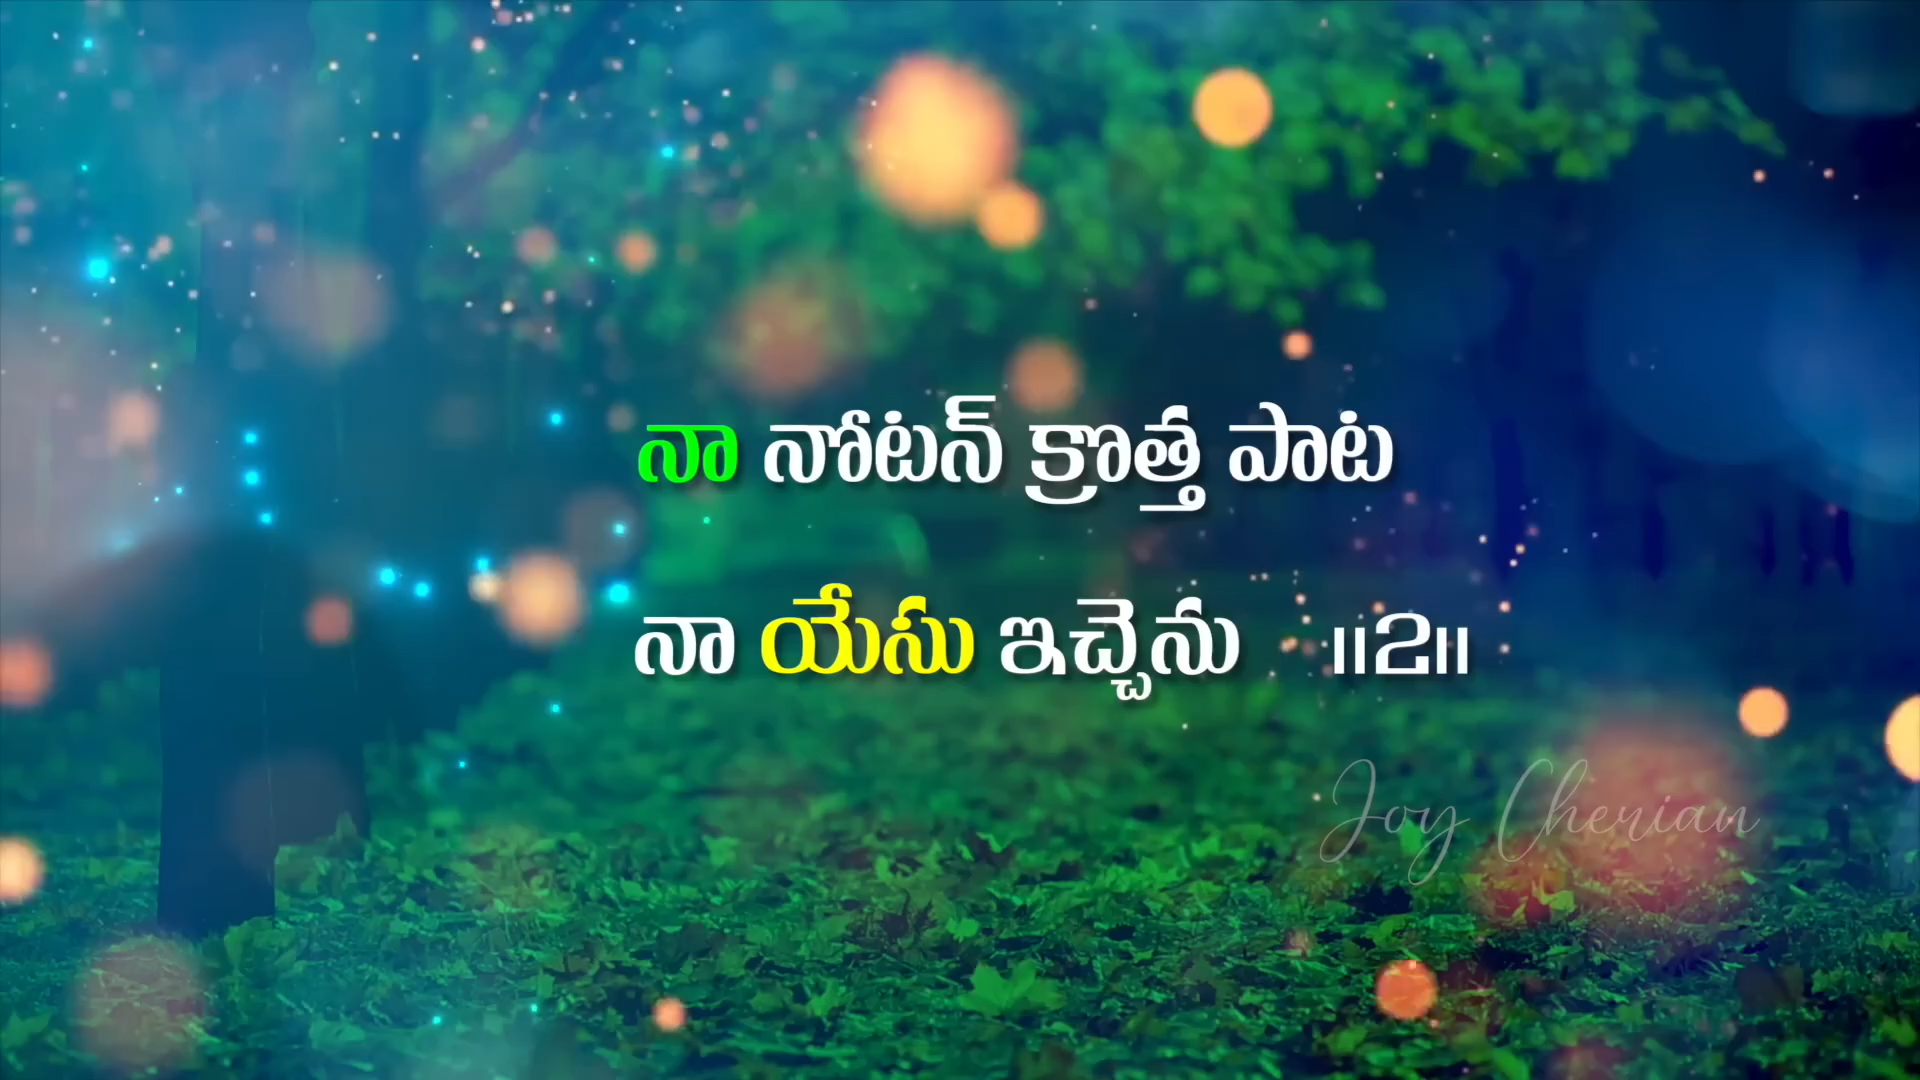 నా నోటన్ క్రొత్త పాట
నా యేసు ఇచ్చెను ॥2॥
Joy Cherian